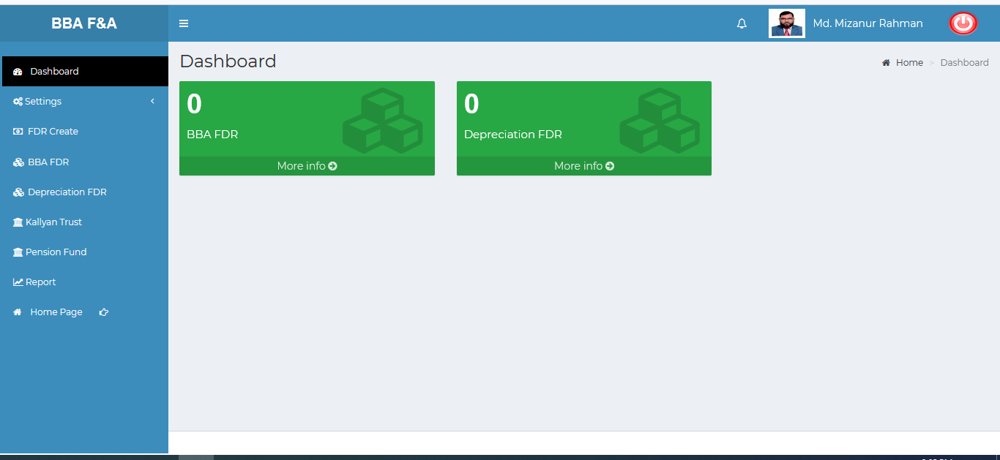 BBA F&A
Md. Mizanur Rahman
Dashboard
Home > Dashboard
Dashboard
Settings
FDR Create
BBA FDR
Depreciation FDR
Kallyan Trust
Pension Fund
Report
Home Page
0
BBA FDR
More info
0
Depreciation FDR
More info